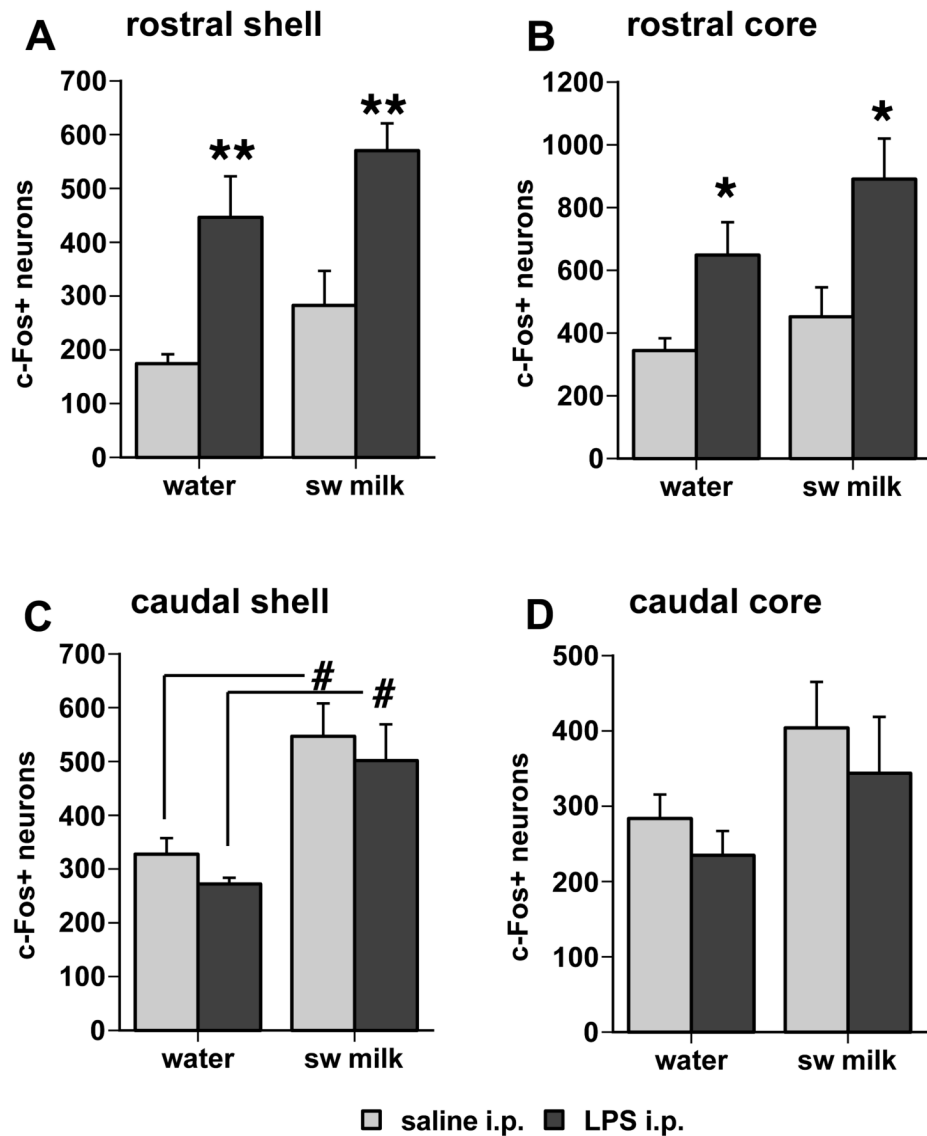 A rostral shell
c-Fos+ neurons
700
600
500
400
300
200
100
0
**
**
water
sw milk
B rostral core
c-Fos+ neurons
1200
1000
800
600
400
200
0
*
*
water
sw milk
C caudal shell
c-Fos+ neurons
700
600
500
400
300
200
100
0
#
#
water
sw milk
D caudal core
c-Fos+ neurons
500
400
300
200
100
0
water
sw milk
saline i.p. LPS i.p.